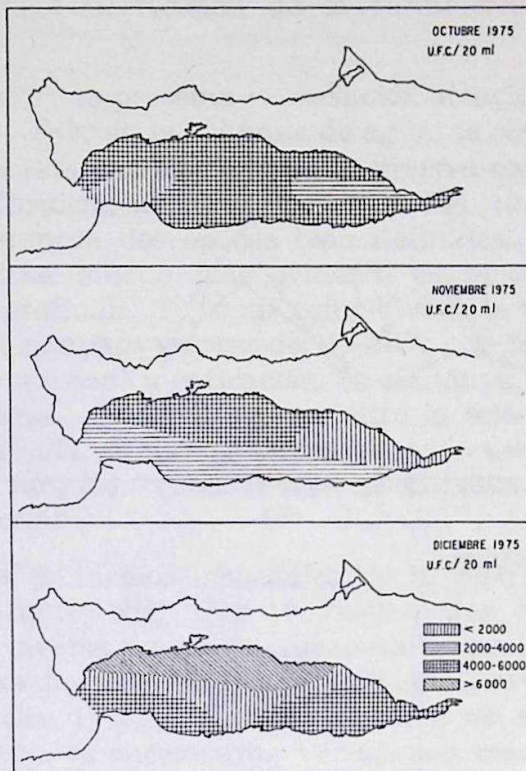 OCTUBRE 1975
U.F.C./ 20 ml
NOVIEMBRE 1975
U.F.C./ 20 ml
DICIEMBRE 1975
U.F.C./ 20 ml
< 2000
2000-4000
4000-6000
> 6000